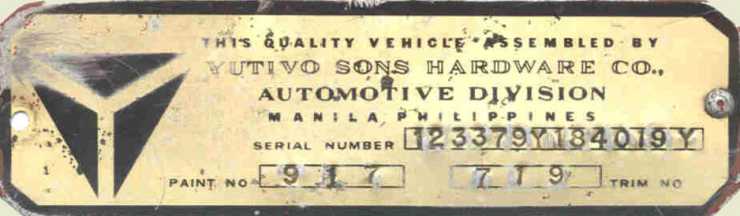 THIS QUALITY VEHICLE ASSEMBLED BY
YUTIVO SONS HARDWARE CO.,
AUTOMOTIVE DIVISION
MANILA, PHILIPPINES
SERIAL NUMBER 123379Y184019Y
PAINT NO 917 719 TRIM NO